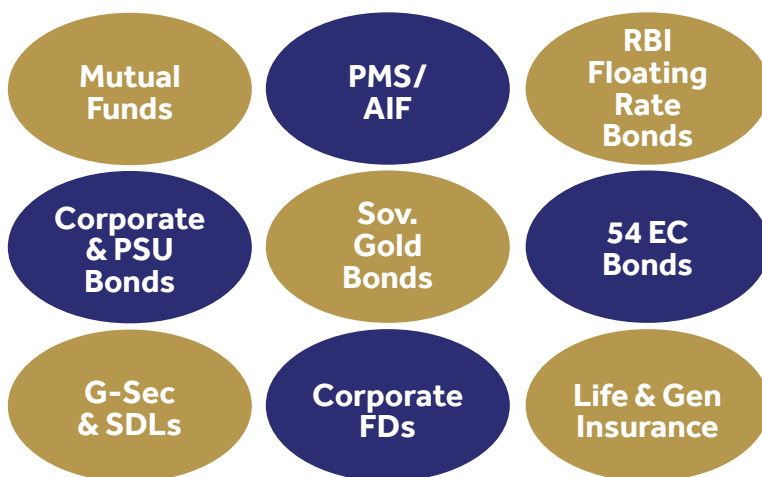 Mutual
Funds
PMS/
AIF
RBI
Floating
Rate
Bonds
Corporate
& PSU
Bonds
Sov.
Gold
Bonds
54 EC
Bonds
G-Sec
& SDLs
Corporate
FDs
Life & Gen
Insurance